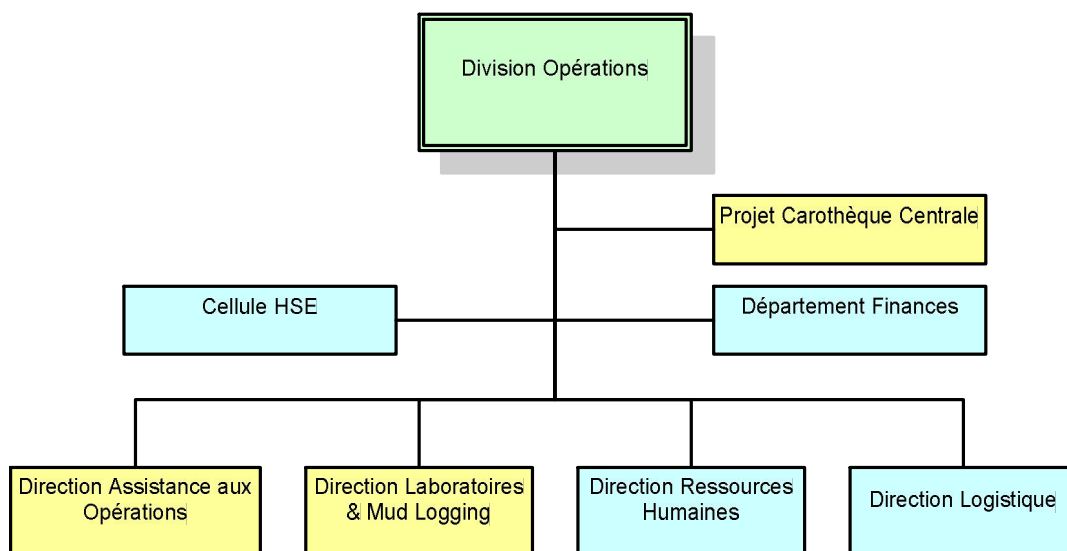 Division Opérations
Projet Carothèque Centrale
Cellule HSE
Département Finances
Direction Assistance aux
Opérations
Direction Laboratoires
& Mud Logging
Direction Ressources
Humaines
Direction Logistique